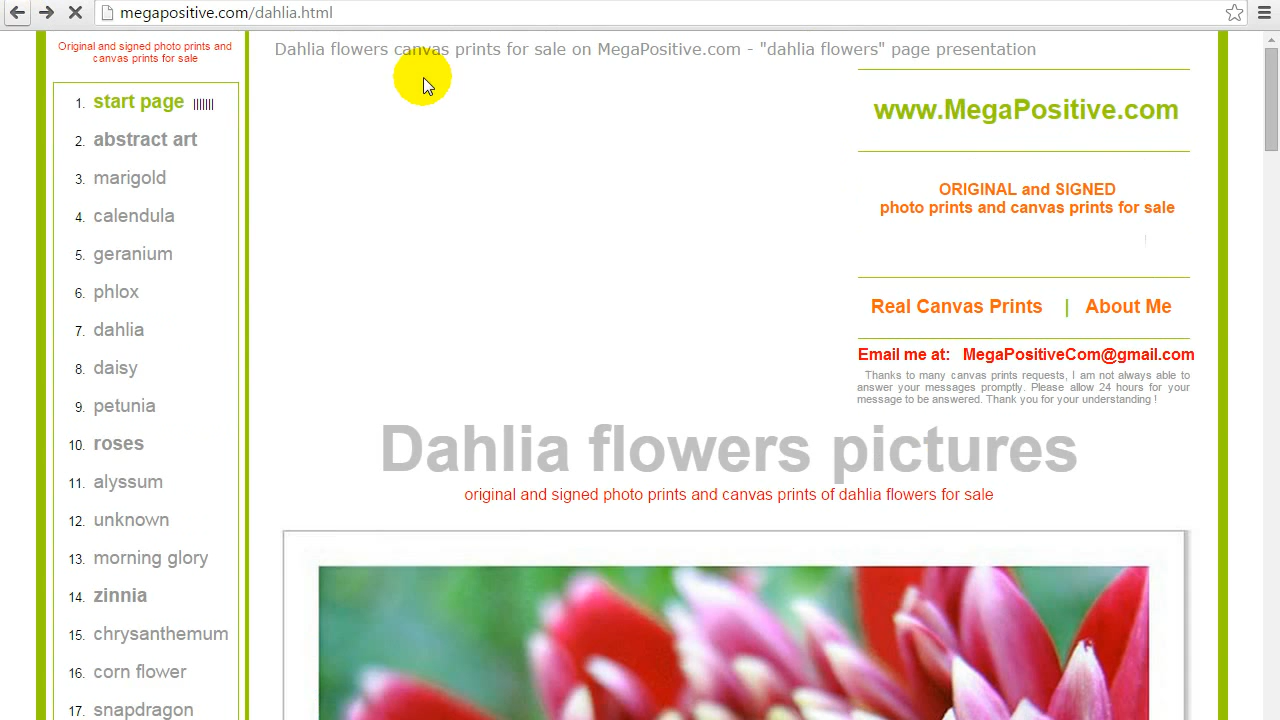 megapositive.com/dahlia.html
Original and signed photo prints and
canvas prints for sale
1. start page ||||||
2. abstract art
3. marigold
4. calendula
5. geranium
6. phlox
7. dahlia
8. daisy
9. petunia
10. roses
11. alyssum
12. unknown
13. morning glory
14. zinnia
15. chrysanthemum
16. corn flower
17. snapdragon
Dahlia flowers canvas prints for sale on MegaPositive.com - "dahlia flowers" page presentation
www.MegaPositive.com
ORIGINAL and SIGNED
photo prints and canvas prints for sale
Real Canvas Prints | About Me
Email me at: MegaPositiveCom@gmail.com
Thanks to many canvas prints requests, I am not always able to
answer your messages promptly. Please allow 24 hours for your
message to be answered. Thank you for your understanding !
Dahlia flowers pictures
original and signed photo prints and canvas prints of dahlia flowers for sale